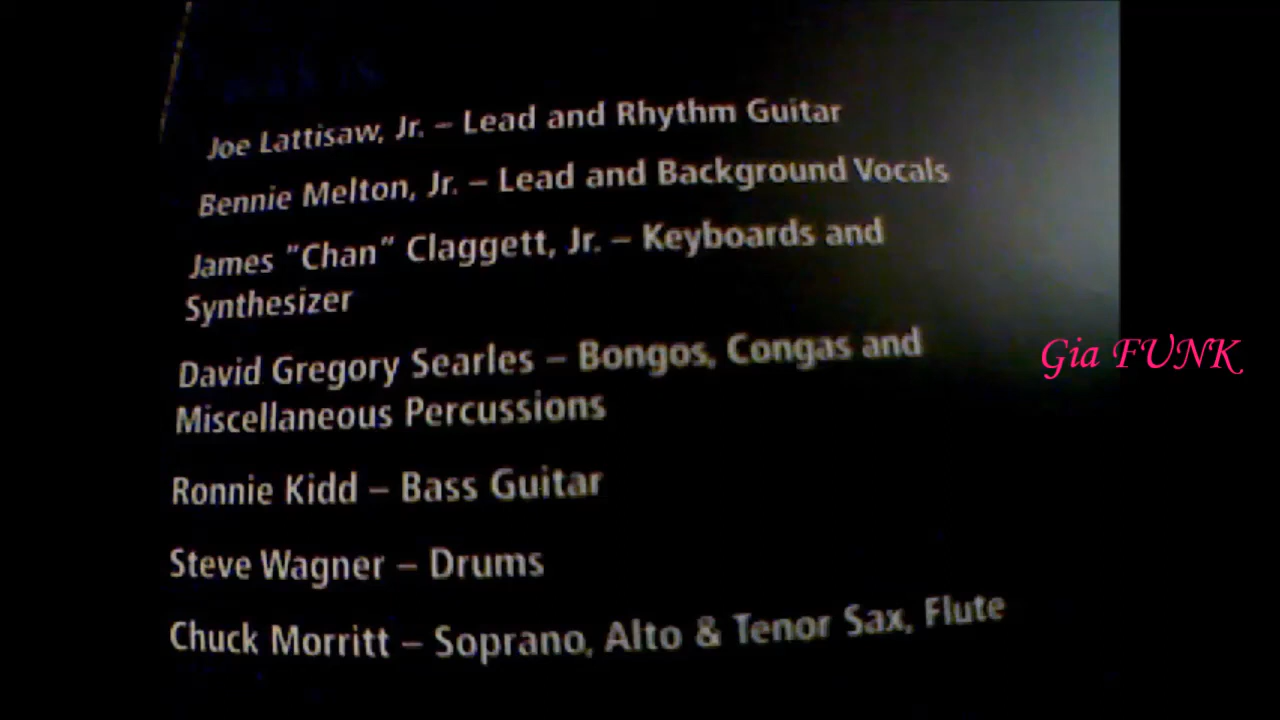 Joe Lattisaw, Jr. – Lead and Rhythm Guitar
Bennie Melton, Jr. – Lead and Background Vocals
James "Chan" Claggett, Jr. – Keyboards and
Synthesizer
David Gregory Searles – Bongos, Congas and
Miscellaneous Percussions
Gia FUNK
Ronnie Kidd – Bass Guitar
Steve Wagner – Drums
Chuck Morritt – Soprano, Alto & Tenor Sax, Flute